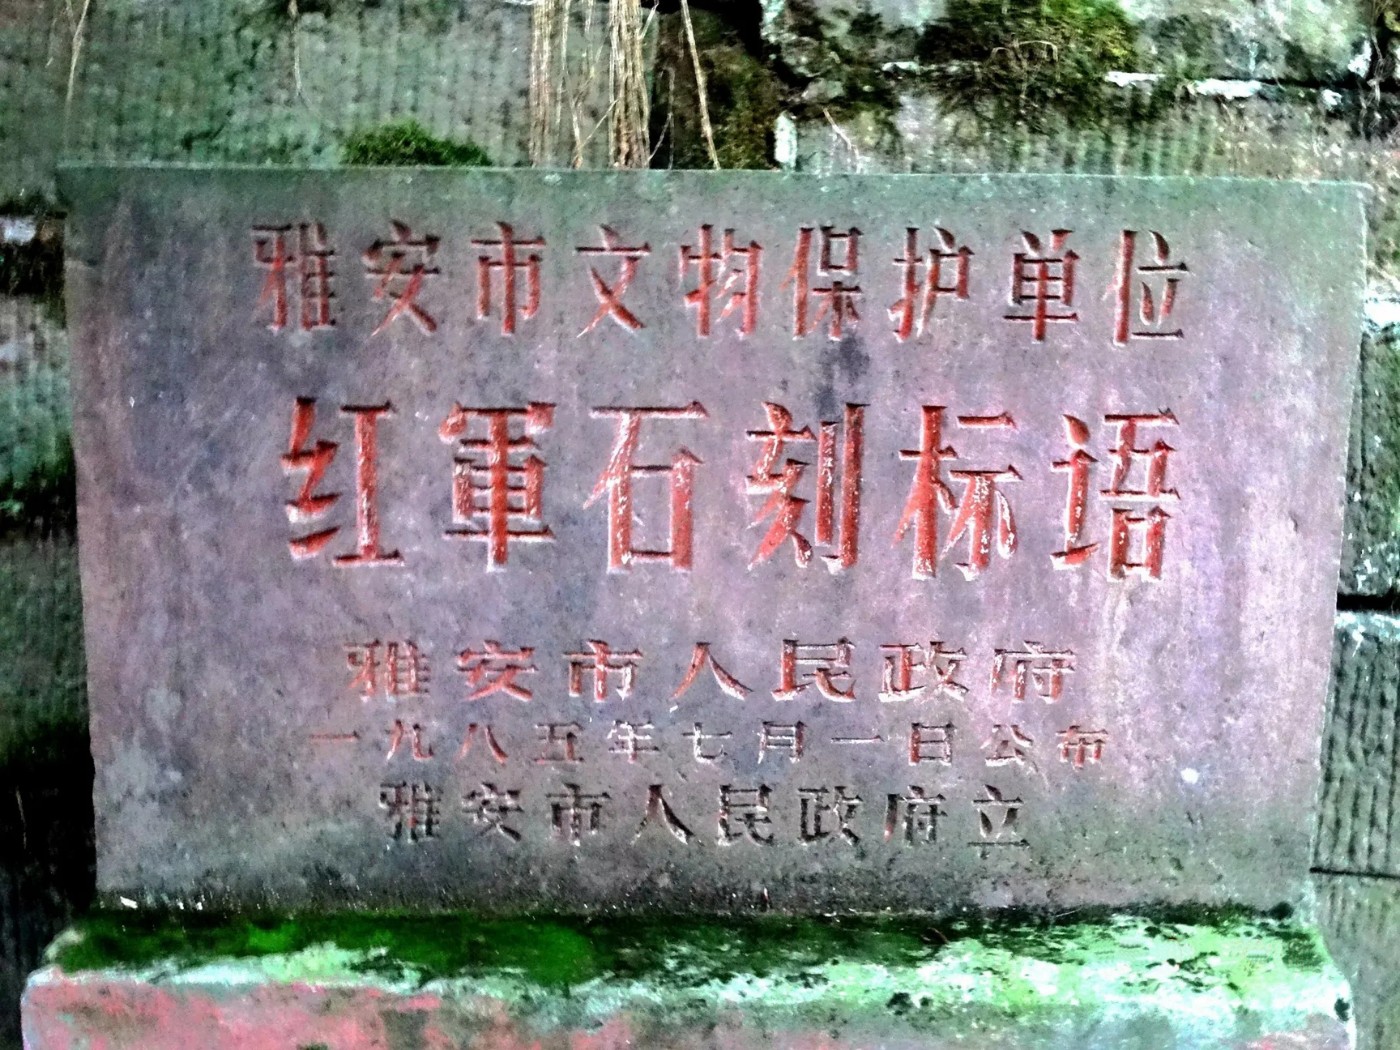 雅安市文物保护单位
红軍石刻标语
雅安市人民政府
一九八五年七月一日公布
雅安市人民政府立